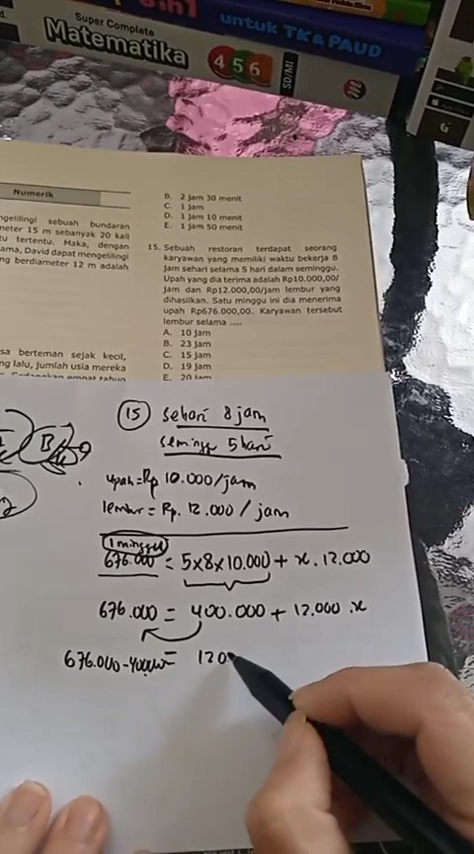 untuk TK & PAUD
Super Complete
Matematika
4 5 6
SD/MI
Numerik
ngelilingi sebuah bundaran
meter 15 m sebanyak 20 kali
tu tertentu. Maka, dengan
ama, David dapat mengelilingi
ng berdiameter 12 m adalah
sa berteman sejak kecil,
ng lalu, jumlah usia mereka
B. 2 jam 30 menit
C. 1 jam
D. 1 jam 10 menit
E. 1 jam 50 menit
15. Sebuah restoran terdapat seorang
karyawan yang memiliki waktu bekerja 8
jam sehari selama 5 hari dalam seminggu.
Upah yang dia terima adalah Rp10.000,00/
jam dan Rp12.000,00/jam lembur yang
dihasilkan. Satu minggu ini dia menerima
upah Rp676.000,00. Karyawan tersebut
lembur selama ....
A. 10 jam
B. 23 jam
C. 15 jam
D. 19 jam
E. 20 jam
15 Sehari 8 jam
Seminggu 5 hari
upah = Rp 10.000/jam
lembur = Rp. 12.000 / jam
1 minggu
676.000 = 5x8x10.000 + x. 12.000
676.000 = 400.000 + 12.000 .x
676.000-400.000 = 120